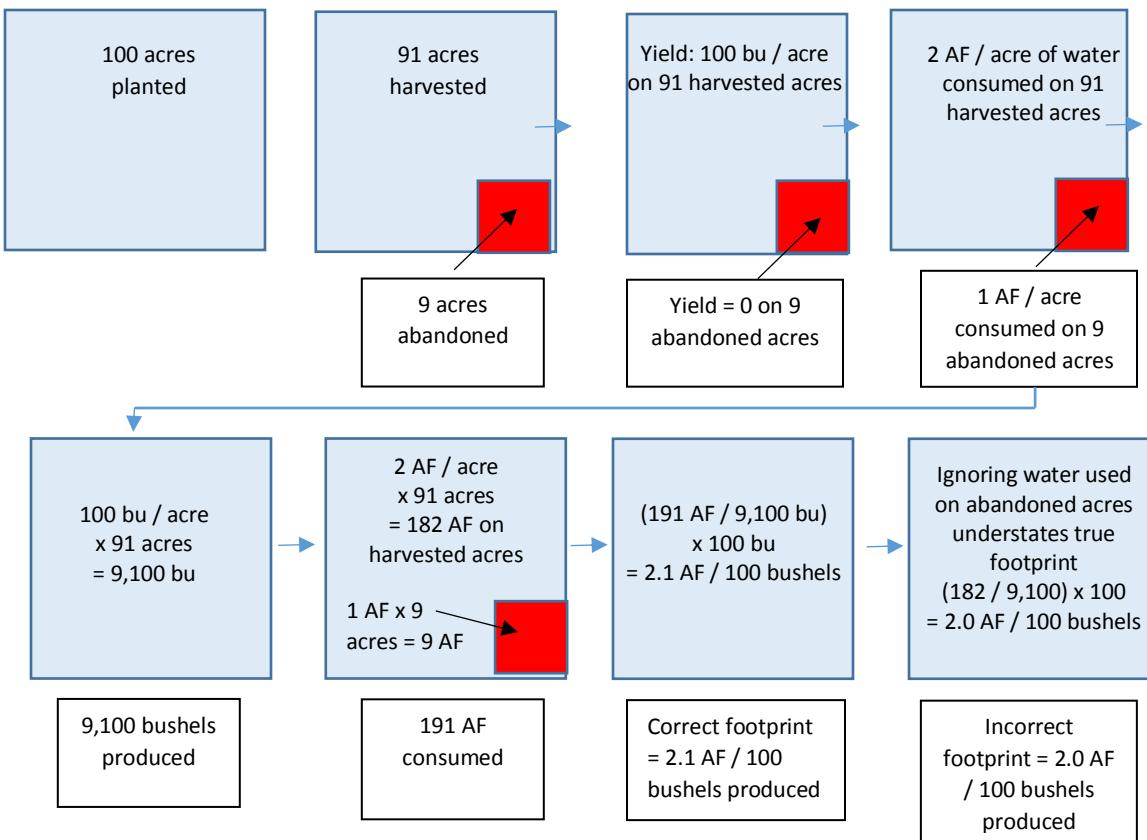 100 acres
planted
91 acres
harvested
Yield: 100 bu / acre
on 91 harvested acres
2 AF / acre of water
consumed on 91
harvested acres
9 acres
abandoned
Yield = 0 on 9
abandoned acres
1 AF / acre
consumed on 9
abandoned acres
100 bu / acre
x 91 acres
= 9,100 bu
2 AF / acre
x 91 acres
= 182 AF on
harvested acres
1 AF x 9
acres = 9 AF
(191 AF / 9,100 bu)
x 100 bu
= 2.1 AF / 100 bushels
Ignoring water used
on abandoned acres
understates true
footprint
(182 / 9,100) x 100
= 2.0 AF / 100 bushels
9,100 bushels
produced
191 AF
consumed
Correct footprint
= 2.1 AF / 100
bushels produced
Incorrect
footprint = 2.0 AF
/ 100 bushels
produced